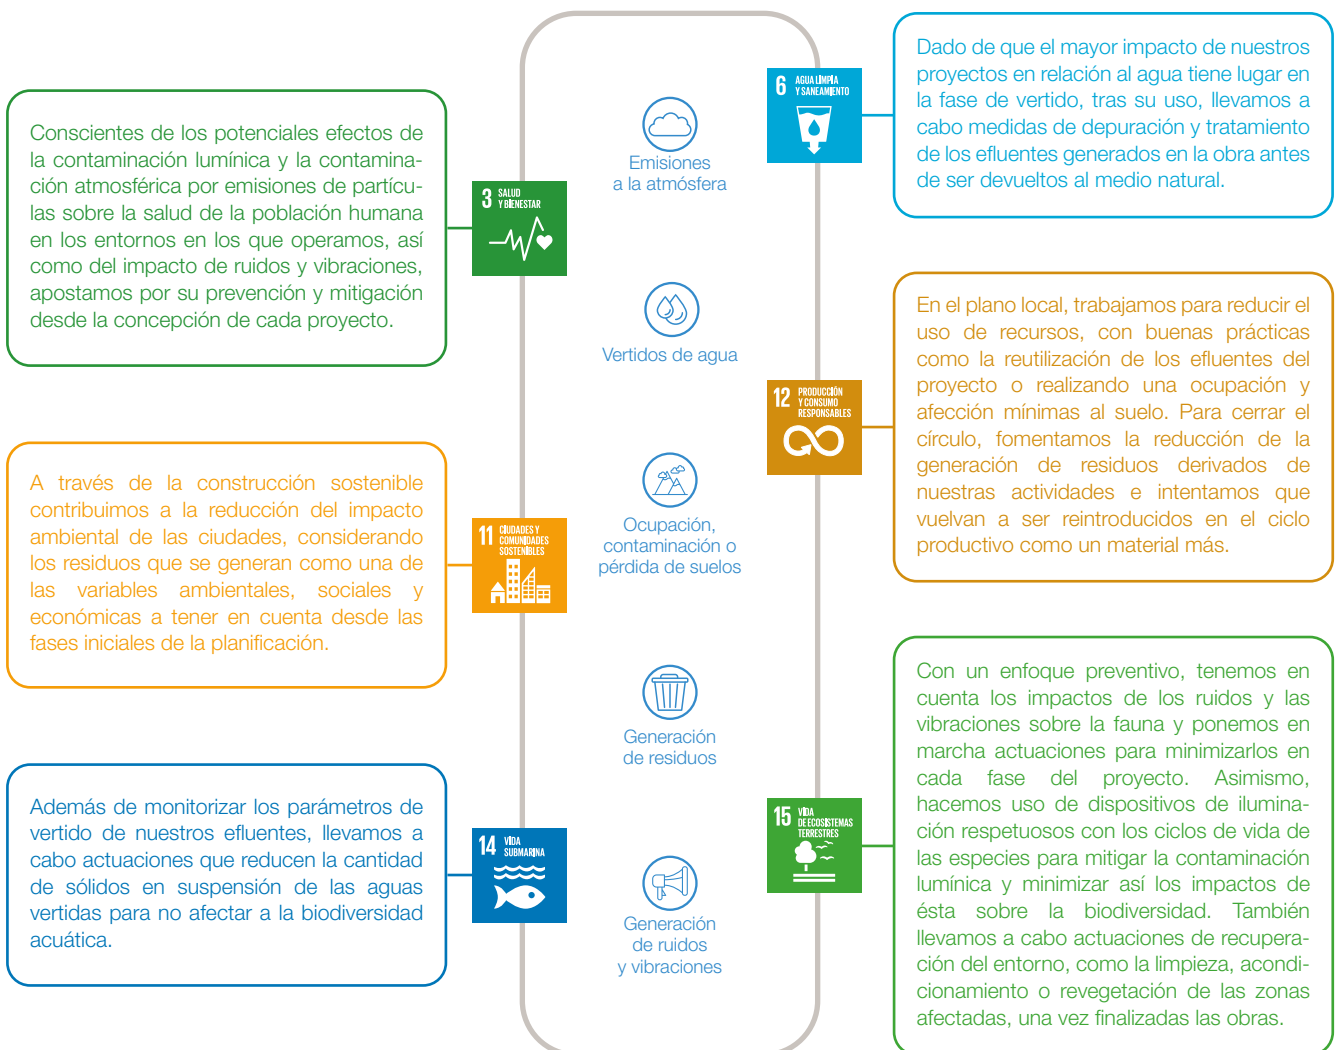 Conscientes de los potenciales efectos de
la contaminación lumínica y la contamina-
ción atmosférica por emisiones de partícu-
las sobre la salud de la población humana
en los entornos en los que operamos, así
como del impacto de ruidos y vibraciones,
apostamos por su prevención y mitigación
desde la concepción de cada proyecto.
3 SALUD
Y BIENESTAR
A través de la construcción sostenible
contribuimos a la reducción del impacto
ambiental de las ciudades, considerando
los residuos que se generan como una de
las variables ambientales, sociales y
económicas a tener en cuenta desde las
fases iniciales de la planificación.
11 CIUDADES Y
COMUNIDADES
SOSTENIBLES
Además de monitorizar los parámetros de
vertido de nuestros efluentes, llevamos a
cabo actuaciones que reducen la cantidad
de sólidos en suspensión de las aguas
vertidas para no afectar a la biodiversidad
acuática.
14 VIDA
SUBMARINA
Emisiones
a la atmósfera
Vertidos de agua
Ocupación,
contaminación o
pérdida de suelos
Generación
de residuos
Generación
de ruidos
y vibraciones
6 AGUA LIMPIA
Y SANEAMIENTO
Dado de que el mayor impacto de nuestros
proyectos en relación al agua tiene lugar en
la fase de vertido, tras su uso, llevamos a
cabo medidas de depuración y tratamiento
de los efluentes generados en la obra antes
de ser devueltos al medio natural.
12 PRODUCCIÓN
Y CONSUMO
RESPONSABLES
En el plano local, trabajamos para reducir el
uso de recursos, con buenas prácticas
como la reutilización de los efluentes del
proyecto o realizando una ocupación y
afección mínimas al suelo. Para cerrar el
círculo, fomentamos la reducción de la
generación de residuos derivados de
nuestras actividades e intentamos que
vuelvan a ser reintroducidos en el ciclo
productivo como un material más.
15 VIDA
DE ECOSISTEMAS
TERRESTRES
Con un enfoque preventivo, tenemos en
cuenta los impactos de los ruidos y las
vibraciones sobre la fauna y ponemos en
marcha actuaciones para minimizarlos en
cada fase del proyecto. Asimismo,
hacemos uso de dispositivos de ilumina-
ción respetuosos con los ciclos de vida de
las especies para mitigar la contaminación
lumínica y minimizar así los impactos de
ésta sobre la biodiversidad. También
llevamos a cabo actuaciones de recupera-
ción del entorno, como la limpieza, acondi-
cionamiento o revegetación de las zonas
afectadas, una vez finalizadas las obras.